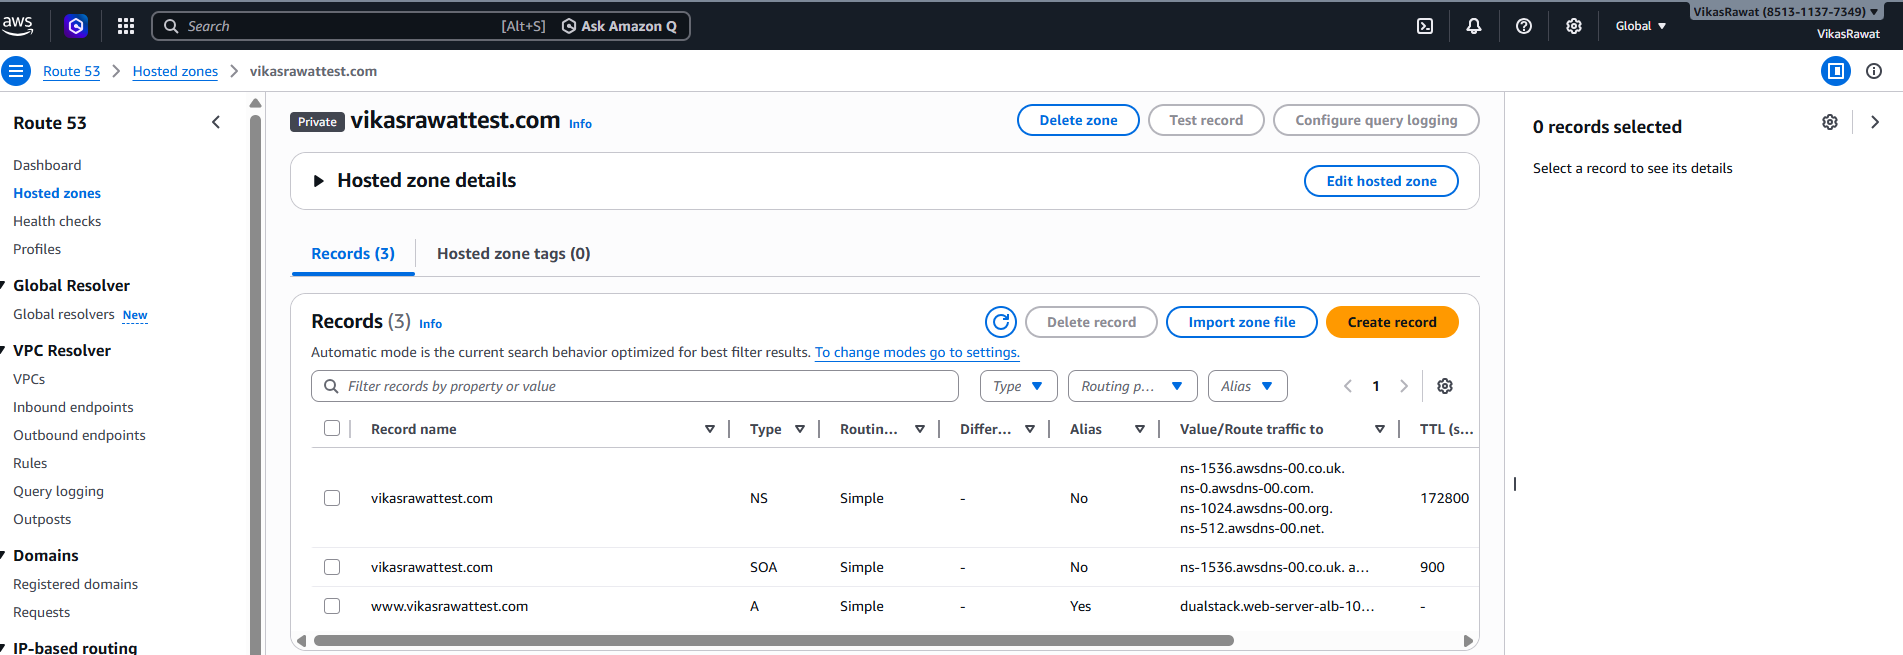 aws
Search
[Alt+S]
Ask Amazon Q
Global
VikasRawat (8513-1137-7349)
VikasRawat
Route 53
Hosted zones
vikasrawattest.com
Route 53
Dashboard
Hosted zones
Health checks
Profiles
Global Resolver
Global resolvers New
VPC Resolver
VPCs
Inbound endpoints
Outbound endpoints
Rules
Query logging
Outposts
Domains
Registered domains
Requests
IP-based routing
Private vikasrawattest.com Info
Delete zone
Test record
Configure query logging
Hosted zone details
Edit hosted zone
Records (3)
Hosted zone tags (0)
Records (3) Info
Delete record
Import zone file
Create record
Automatic mode is the current search behavior optimized for best filter results. To change modes go to settings.
Filter records by property or value
Type
Routing p...
Alias
1
Record name Type Routin... Differ... Alias Value/Route traffic to TTL (s...
vikasrawattest.com NS Simple - No
ns-1536.awsdns-00.co.uk.
ns-0.awsdns-00.com.
ns-1024.awsdns-00.org.
ns-512.awsdns-00.net.
172800
vikasrawattest.com SOA Simple - No ns-1536.awsdns-00.co.uk. a... 900
www.vikasrawattest.com A Simple - Yes dualstack.web-server-alb-10... -
0 records selected
Select a record to see its details